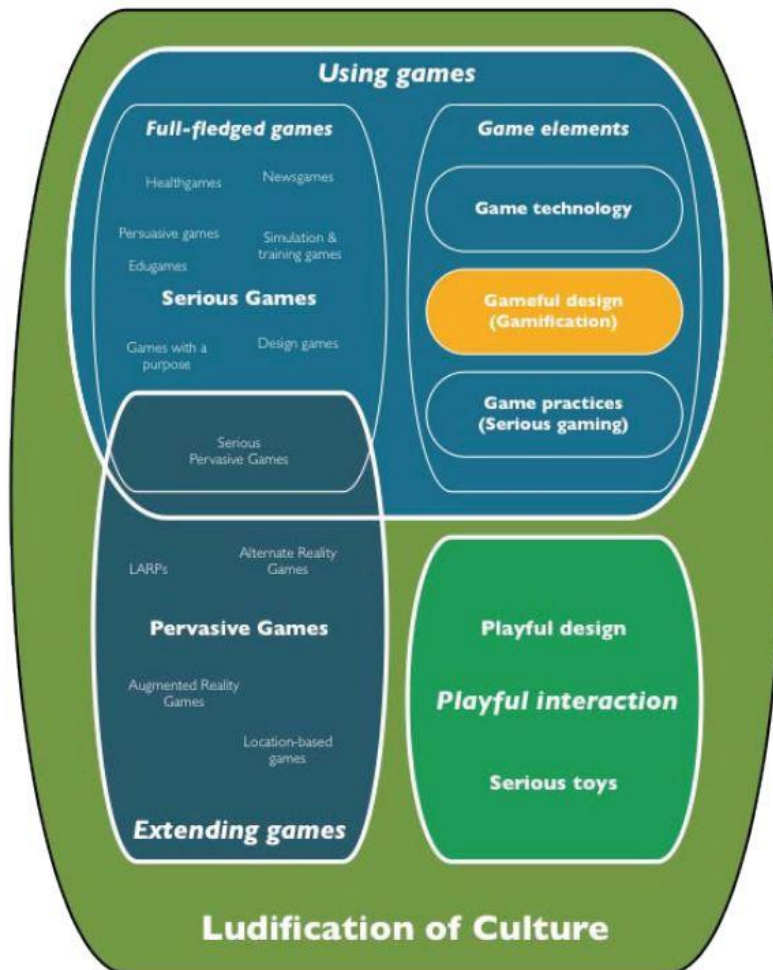 Using games
Full-fledged games
Healthgames
Newsgames
Persuasive games
Simulation &
training games
Edugames
Serious Games
Games with a
purpose
Design games
Game elements
Game technology
Gameful design
(Gamification)
Game practices
(Serious gaming)
Serious
Pervasive Games
LARPs
Alternate Reality
Games
Pervasive Games
Augmented Reality
Games
Location-based
games
Extending games
Playful design
Playful interaction
Serious toys
Ludification of Culture